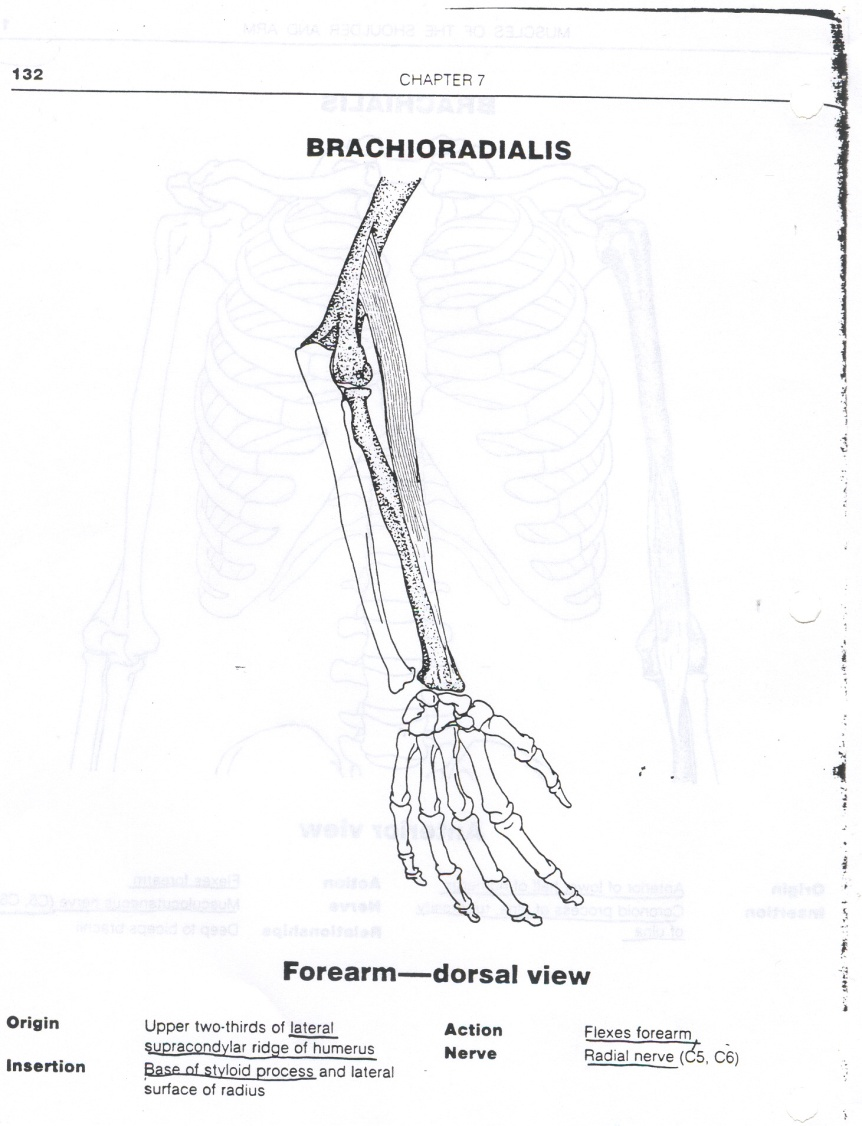 132
CHAPTER 7
BRACHIORADIALIS
Forearm—dorsal view
Origin
Upper two-thirds of lateral
supracondylar ridge of humerus
Insertion
Base of styloid process and lateral
surface of radius
Action
Flexes forearm
Nerve
Radial nerve (C5, C6)